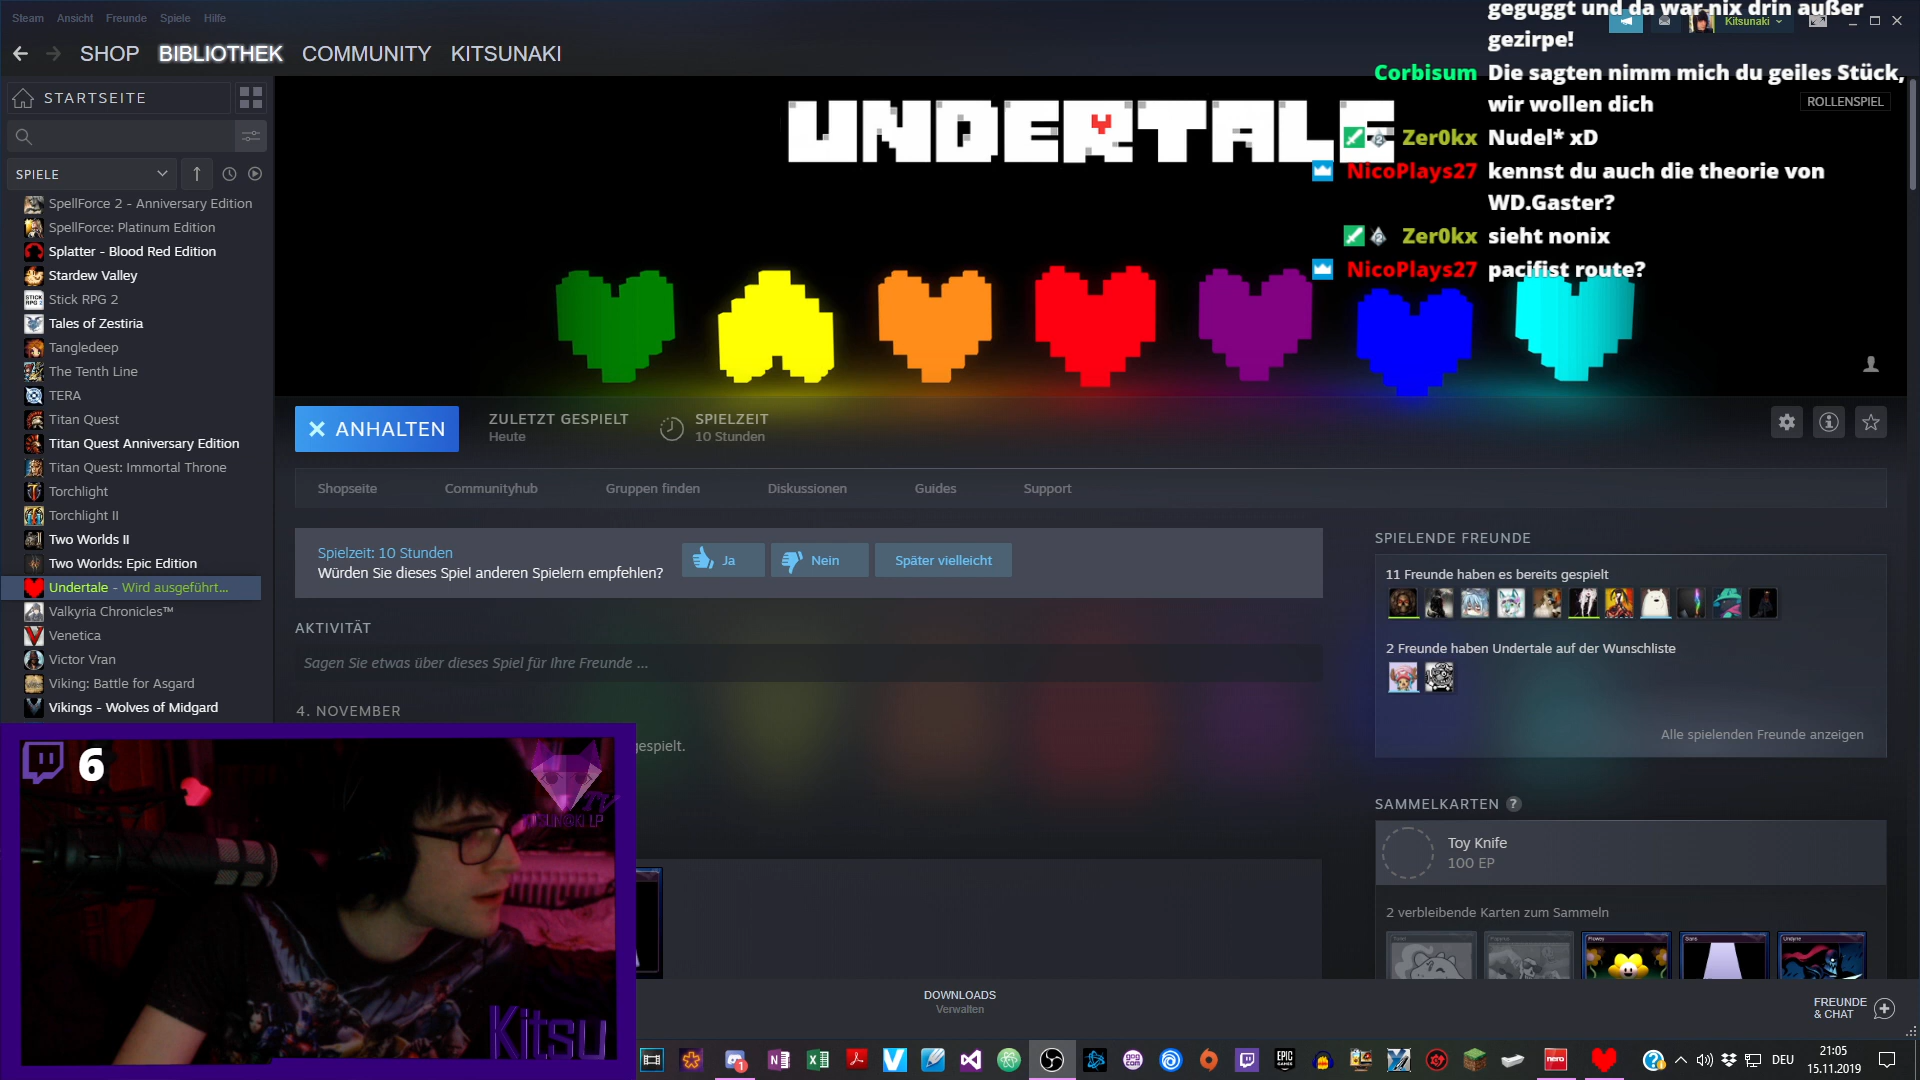 Steam Ansicht Freunde Spiele Hilfe
Kitsunaki
SHOP BIBLIOTHEK COMMUNITY KITSUNAKI
geguggt und da war nix drin außer
gezirpe!
Corbisum Die sagten nimm mich du geiles Stück,
wir wollen dich
Zer0kx Nudel* xD
NicoPlays27 kennst du auch die theorie von
WD.Gaster?
Zer0kx sieht nonix
NicoPlays27 pacifist route?
STARTSEITE
SPIELE
SpellForce 2 - Anniversary Edition
SpellForce: Platinum Edition
Splatter - Blood Red Edition
Stardew Valley
Stick RPG 2
Tales of Zestiria
Tangledeep
The Tenth Line
TERA
Titan Quest
Titan Quest Anniversary Edition
Titan Quest: Immortal Throne
Torchlight
Torchlight II
Two Worlds II
Two Worlds: Epic Edition
Undertale - Wird ausgeführt...
Valkyria Chronicles™
Venetica
Victor Vran
Viking: Battle for Asgard
Vikings - Wolves of Midgard
UNDERTALE
ROLLENSPIEL
ANHALTEN
ZULETZT GESPIELT
Heute
SPIELZEIT
10 Stunden
Shopseite Communityhub Gruppen finden Diskussionen Guides Support
Spielzeit: 10 Stunden
Würden Sie dieses Spiel anderen Spielern empfehlen?
Ja Nein Später vielleicht
AKTIVITÄT
Sagen Sie etwas über dieses Spiel für Ihre Freunde ...
4. NOVEMBER
gespielt.
SPIELENDE FREUNDE
11 Freunde haben es bereits gespielt
2 Freunde haben Undertale auf der Wunschliste
Alle spielenden Freunde anzeigen
SAMMELKARTEN ?
Toy Knife
100 EP
2 verbleibende Karten zum Sammeln
Flowey
Sans
Undyne
6
TV
Kitsu
DOWNLOADS
Verwalten
FREUNDE
& CHAT
DEU
21:05
15.11.2019